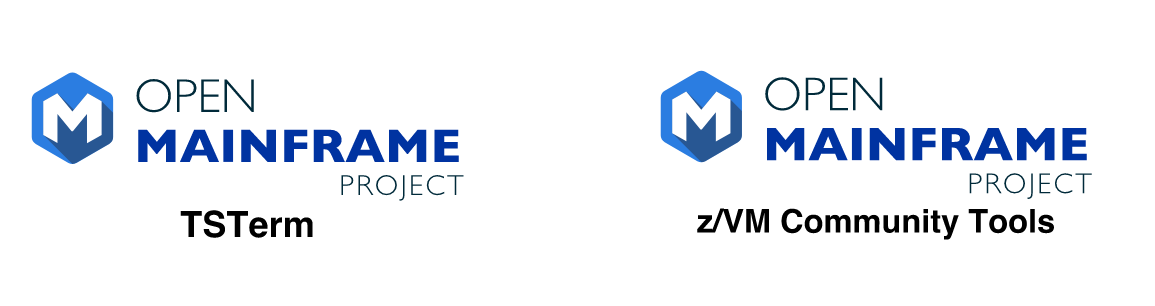 OPEN
MAINFRAME
PROJECT
TSTerm
OPEN
MAINFRAME
PROJECT
z/VM Community Tools